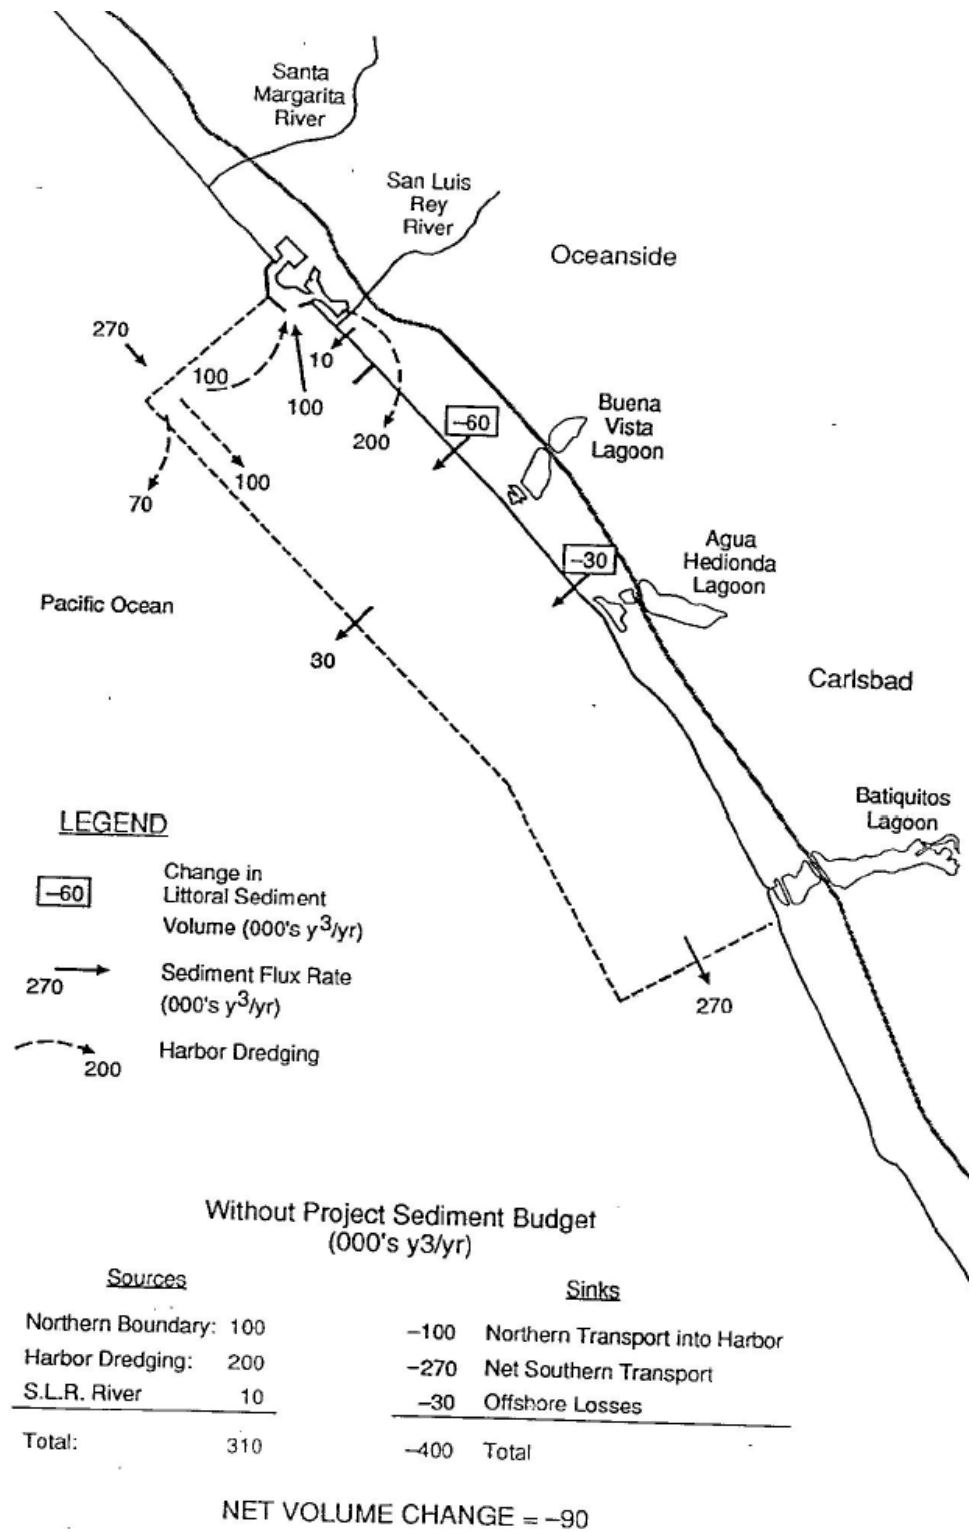 Santa
Margarita
River
San Luis
Rey
River
Oceanside
270
100
100
10
200
-60
Buena
Vista
Lagoon
70
100
-30
Agua
Hedionda
Lagoon
Pacific Ocean
30
Carlsbad
Batiquitos
Lagoon
270
LEGEND
-60
Change in
Littoral Sediment
Volume (000's y3/yr)
270
Sediment Flux Rate
(000's y3/yr)
200
Harbor Dredging
Without Project Sediment Budget
(000's y3/yr)
Sources
Northern Boundary: 100
Harbor Dredging: 200
S.L.R. River 10
Total: 310
Sinks
-100 Northern Transport into Harbor
-270 Net Southern Transport
-30 Offshore Losses
-400 Total
NET VOLUME CHANGE = -90